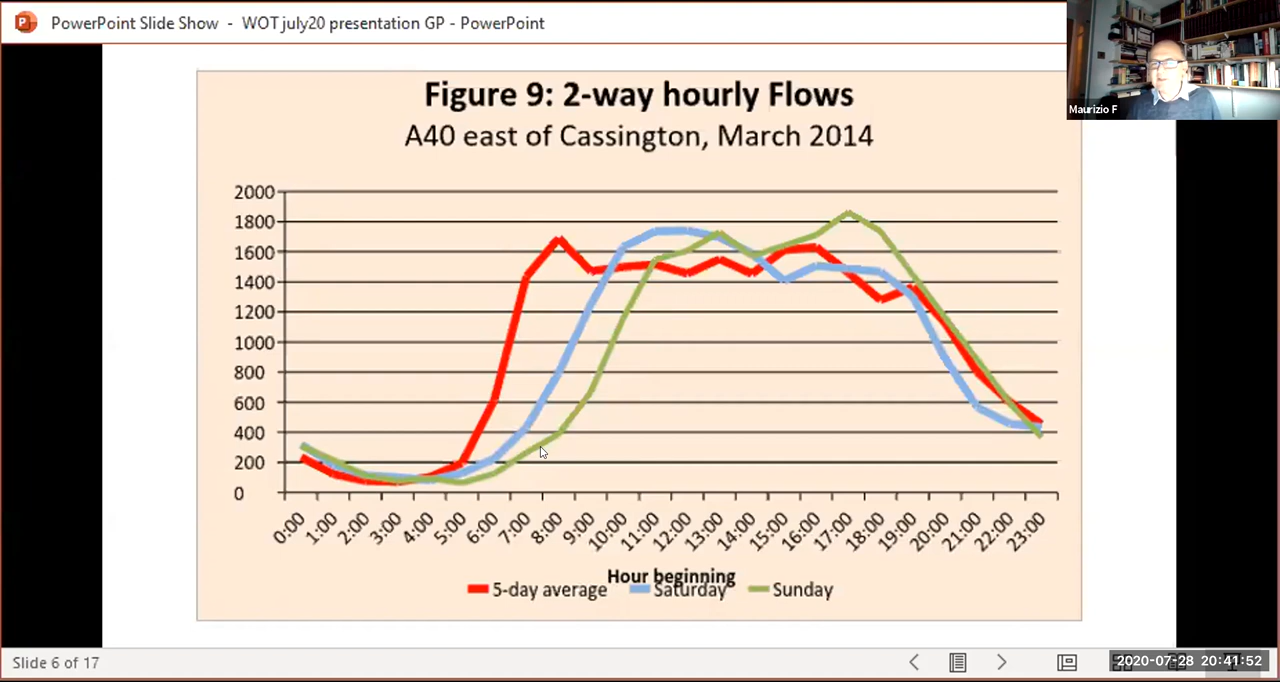 PowerPoint Slide Show - WOT july20 presentation GP - PowerPoint
Maurizio F
Figure 9: 2-way hourly Flows
A40 east of Cassington, March 2014
2000
1800
1600
1400
1200
1000
800
600
400
200
0
0:00 1:00 2:00 3:00 4:00 5:00 6:00 7:00 8:00 9:00 10:00 11:00 12:00 13:00 14:00 15:00 16:00 17:00 18:00 19:00 20:00 21:00 22:00 23:00
Hour beginning
5-day average Saturday Sunday
Slide 6 of 17
2020-07-28 20:41:52